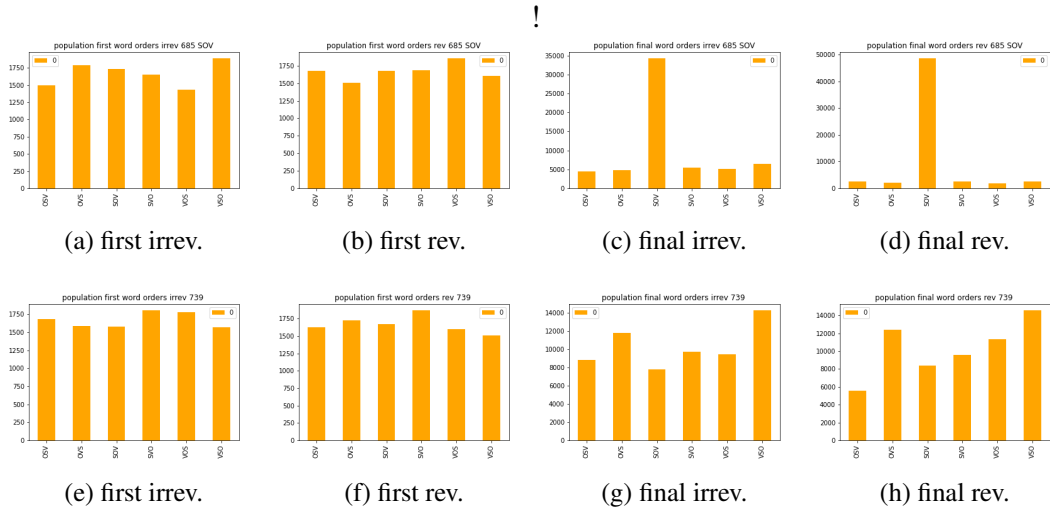 !
population first word orders irrev 685 SOV
0
1750
1500
1250
1000
750
500
250
0
OSV
OVS
SOV
SVO
VOS
VSO
(a) first irrev.
population first word orders rev 685 SOV
0
1750
1500
1250
1000
750
500
250
0
OSV
OVS
SOV
SVO
VOS
VSO
(b) first rev.
population final word orders irrev 685 SOV
0
35000
30000
25000
20000
15000
10000
5000
0
OSV
OVS
SOV
SVO
VOS
VSO
(c) final irrev.
population final word orders rev 685 SOV
0
50000
40000
30000
20000
10000
0
OSV
OVS
SOV
SVO
VOS
VSO
(d) final rev.
population first word orders irrev 739
0
1750
1500
1250
1000
750
500
250
0
OSV
OVS
SOV
SVO
VOS
VSO
(e) first irrev.
population first word orders rev 739
0
1750
1500
1250
1000
750
500
250
0
OSV
OVS
SOV
SVO
VOS
VSO
(f) first rev.
population final word orders irrev 739
0
14000
12000
10000
8000
6000
4000
2000
0
OSV
OVS
SOV
SVO
VOS
VSO
(g) final irrev.
population final word orders rev 739
0
14000
12000
10000
8000
6000
4000
2000
0
OSV
OVS
SOV
SVO
VOS
VSO
(h) final rev.